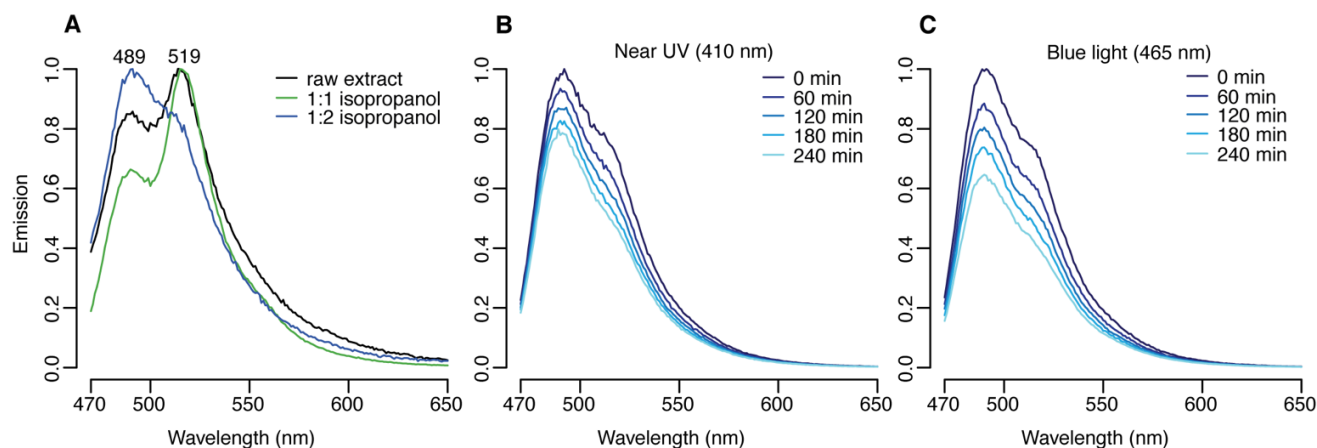 A
489 519
raw extract
1:1 isopropanol
1:2 isopropanol
Emission
0.0 0.2 0.4 0.6 0.8 1.0
470 500 550 600 650
Wavelength (nm)
B
Near UV (410 nm)
0 min
60 min
120 min
180 min
240 min
0.0 0.2 0.4 0.6 0.8 1.0
470 500 550 600 650
Wavelength (nm)
C
Blue light (465 nm)
0 min
60 min
120 min
180 min
240 min
0.0 0.2 0.4 0.6 0.8 1.0
470 500 550 600 650
Wavelength (nm)